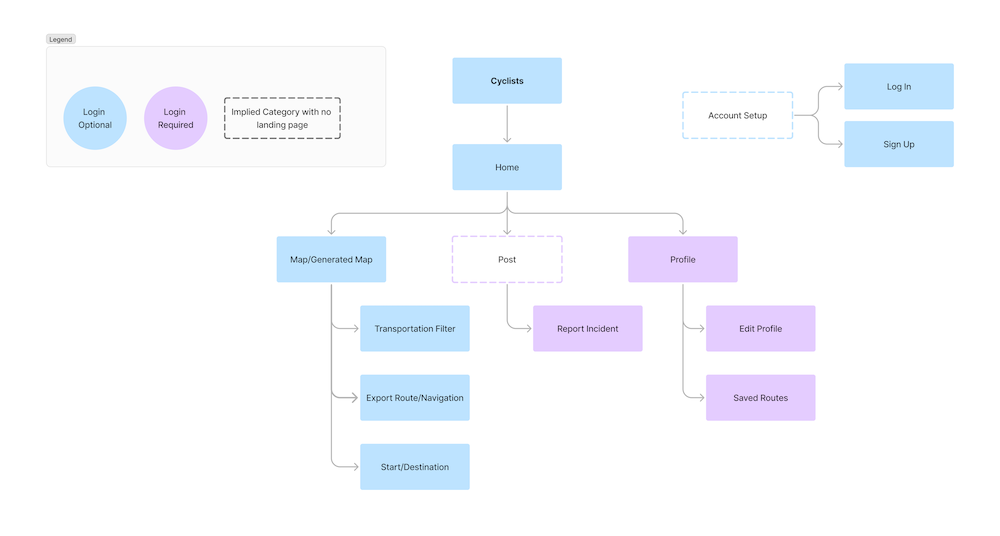 Legend
Login
Optional
Login
Required
Implied Category with no
landing page
Cyclists
Home
Account Setup
Log In
Sign Up
Map/Generated Map
Post
Profile
Transportation Filter
Report Incident
Edit Profile
Export Route/Navigation
Saved Routes
Start/Destination